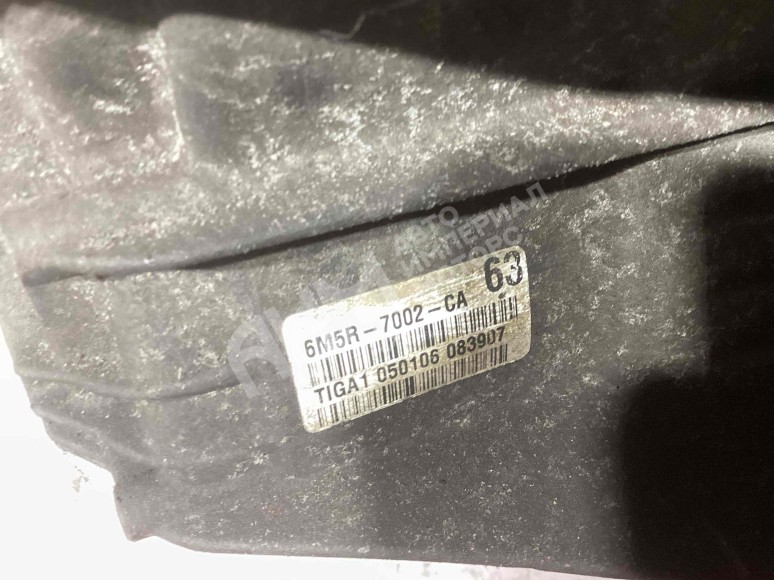 АВТО
ИМПЕРИАЛ
МОТОРС
63
6M5R-7002-CA
TIGA1 050106 083907